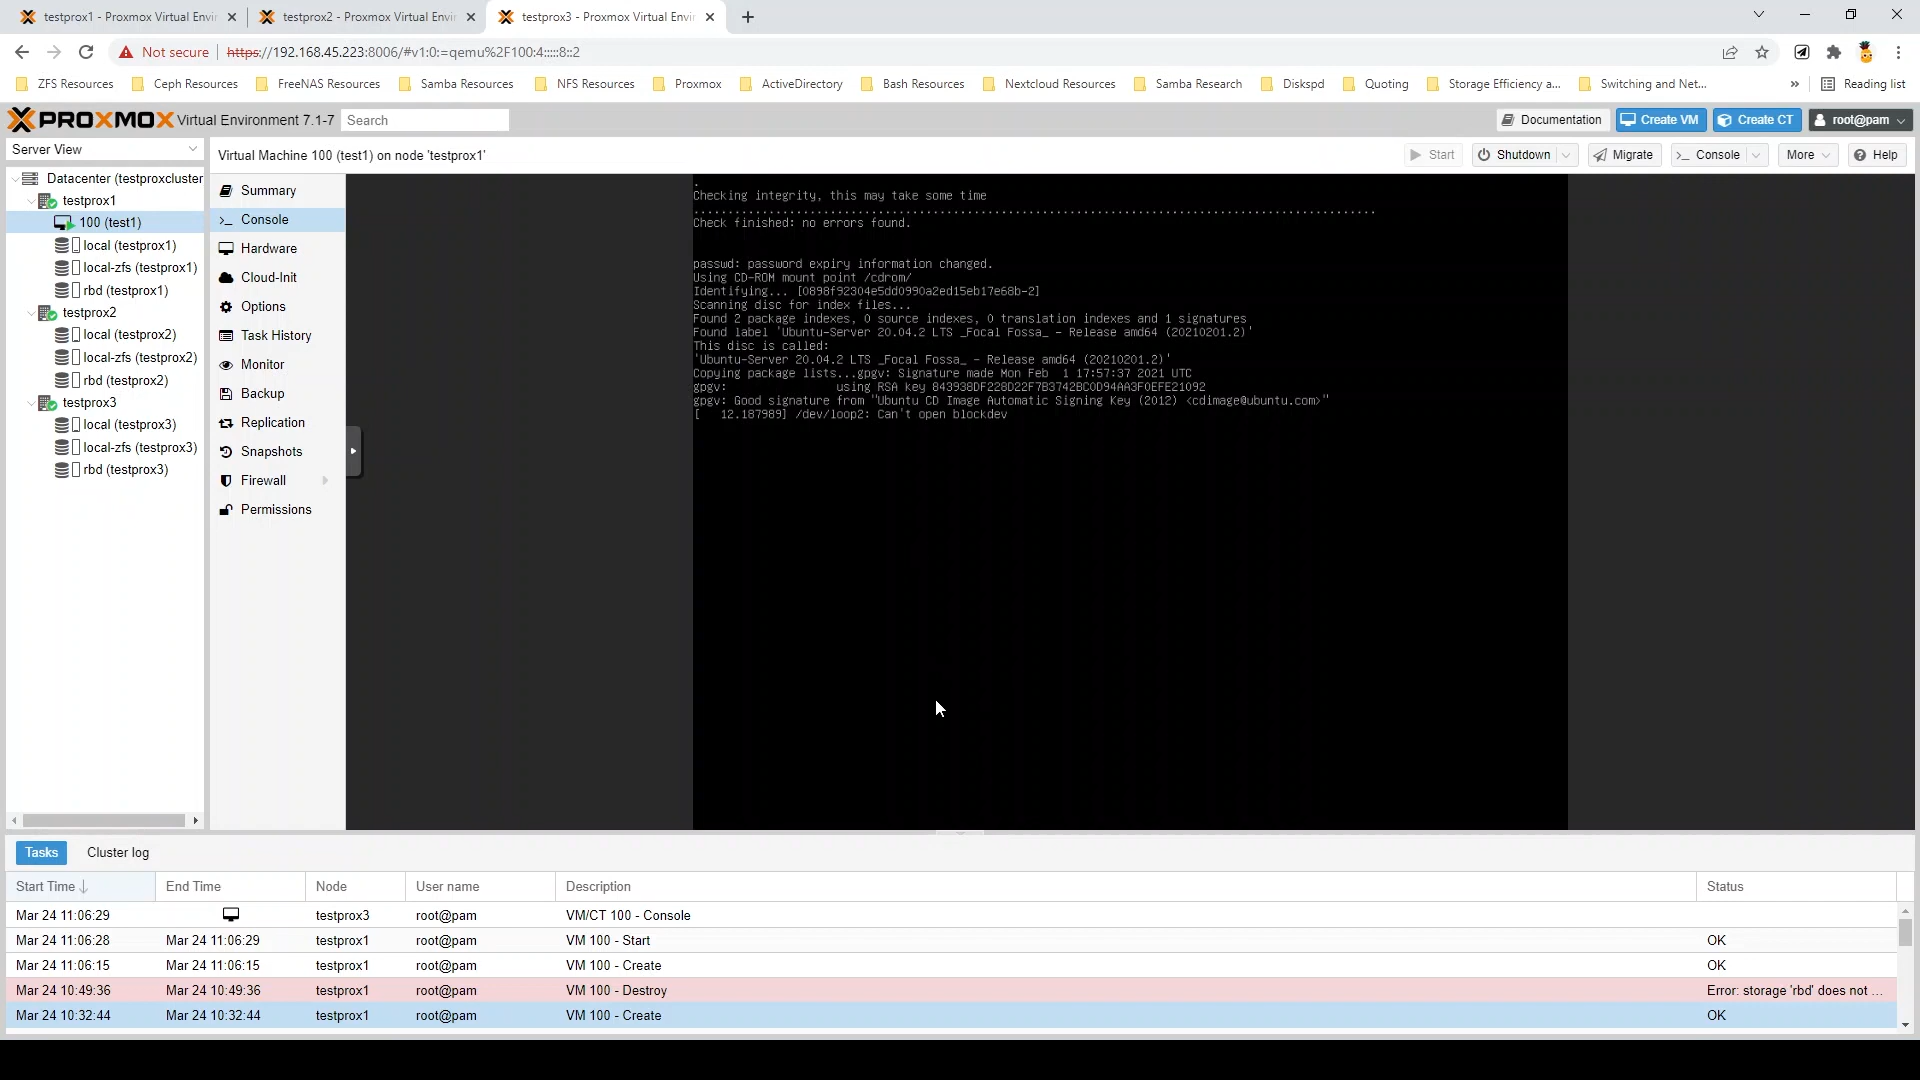 testprox1 - Proxmox Virtual Envir
testprox2 - Proxmox Virtual Envir
testprox3 - Proxmox Virtual Envir
Not secure
https://192.168.45.223:8006/#v1:0:=qemu%2F100:4:::::8::2
ZFS Resources
Ceph Resources
FreeNAS Resources
Samba Resources
NFS Resources
Proxmox
ActiveDirectory
Bash Resources
Nextcloud Resources
Samba Research
Diskspd
Quoting
Storage Efficiency a...
Switching and Net...
»
Reading list
PROXMOX Virtual Environment 7.1-7
Search
Documentation
Create VM
Create CT
root@pam
Server View
Virtual Machine 100 (test1) on node 'testprox1'
Start
Shutdown
Migrate
>_ Console
More
Help
Datacenter (testproxcluster
testprox1
100 (test1)
local (testprox1)
local-zfs (testprox1)
rbd (testprox1)
testprox2
local (testprox2)
local-zfs (testprox2)
rbd (testprox2)
testprox3
local (testprox3)
local-zfs (testprox3)
rbd (testprox3)
Summary
>_ Console
Hardware
Cloud-Init
Options
Task History
Monitor
Backup
Replication
Snapshots
Firewall
Permissions
.
Checking integrity, this may take some time
....................................................................................................
Check finished: no errors found.
passwd: password expiry information changed.
Using CD-ROM mount point /cdrom/
Identifying... [0898f92304e5dd0990a2ed15eb17e68b-2]
Scanning disc for index files...
Found 2 package indexes, 0 source indexes, 0 translation indexes and 1 signatures
Found label 'Ubuntu-Server 20.04.2 LTS _Focal Fossa_ - Release amd64 (20210201.2)'
This disc is called:
'Ubuntu-Server 20.04.2 LTS _Focal Fossa_ - Release amd64 (20210201.2)'
Copying package lists...gpgv: Signature made Mon Feb  1 17:57:37 2021 UTC
gpgv:                using RSA key 843938DF228D22F7B3742BC0D94AA3F0EFE21092
gpgv: Good signature from "Ubuntu CD Image Automatic Signing Key (2012) <cdimage@ubuntu.com>"
[   12.187989] /dev/loop2: Can't open blockdev
Tasks
Cluster log
Start Time End Time Node User name Description Status
Mar 24 11:06:29 testprox3 root@pam VM/CT 100 - Console
Mar 24 11:06:28 Mar 24 11:06:29 testprox1 root@pam VM 100 - Start OK
Mar 24 11:06:15 Mar 24 11:06:15 testprox1 root@pam VM 100 - Create OK
Mar 24 10:49:36 Mar 24 10:49:36 testprox1 root@pam VM 100 - Destroy Error: storage 'rbd' does not ...
Mar 24 10:32:44 Mar 24 10:32:44 testprox1 root@pam VM 100 - Create OK